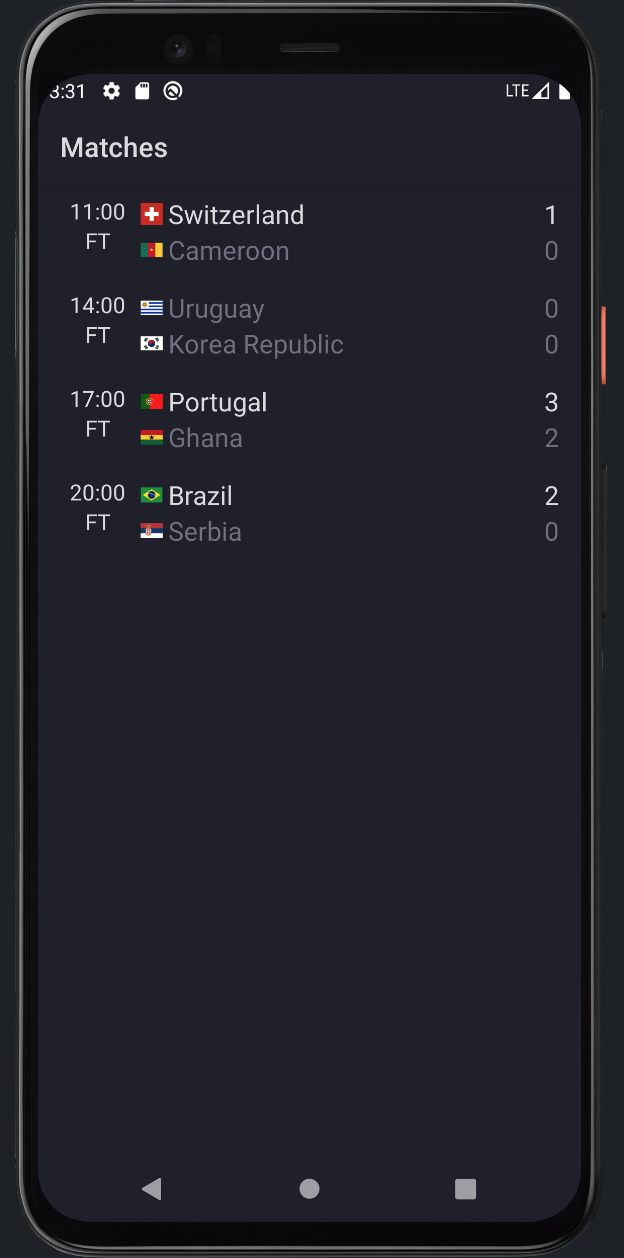 3:31 LTE
Matches
11:00 Switzerland 1
FT Cameroon 0
14:00 Uruguay 0
FT Korea Republic 0
17:00 Portugal 3
FT Ghana 2
20:00 Brazil 2
FT Serbia 0